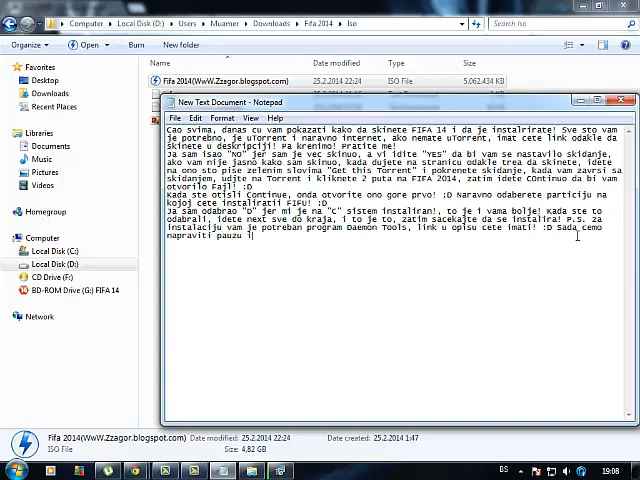 Computer ▸ Local Disk (D:) ▸ Users ▸ Muamer ▸ Downloads ▸ Fifa 2014 ▸ Iso
Search Iso
Organize Open Burn New folder
Name Date modified Type Size
Favorites
Desktop
Downloads
Recent Places
Libraries
Documents
Music
Pictures
Videos
Homegroup
Computer
Local Disk (C:)
Local Disk (D:)
CD Drive (F:)
BD-ROM Drive (G:) FIFA 14
Network
Fifa 2014(WwW.Zzagor.blogspot.com) 25.2.2014 22:24 ISO File 5.062.434 KB
New Text Document - Notepad
File Edit Format View Help
Cao svima, danas cu vam pokazati kako da skinete FIFA 14 i da je instalrirate! Sve sto vam
je potrebno, je uTorrent i naravno internet, ako nemate uTorrent, imat cete link odakle da
skinete u deskripciji! Pa krenimo! Pratite me!
Ja sam isao "NO" jer sam je vec skinuo, a vi idite "YES" da bi vam se nastavilo skidanje,
ako vam nije jasno kako sam skinuo, kada dujete na stranicu odakle trea da skinete, idete
na ono sto pise zelenim slovima "Get this Torrent" i pokrenete skidanje, kada vam zavrsi sa
skidanjem, udjte na Torrent i kliknete 2 puta na FIFA 2014, zatim idete COntinuo da bi vam
otvorilo Fajl! :D
Kada ste otisli Continue, onda otvorite ono gore prvo! :D Naravno odaberete particiju na
kojoj cete instaliratii FIFU! :D
Ja sam odabrao "D" jer mi je na "C" sistem instaliran!, to je i vama bolje! Kada ste to
odabrali, idete next sve do kraja, i to je to, zatim sacekajte da se instalira! P.S. za
instalaciju vam je potreban program Daemon Tools, link u opisu cete imati! :D Sada cemo
napraviti pauzu i
Fifa 2014(WwW.Zzagor.blogspot.com) Date modified: 25.2.2014 22:24 Date created: 25.2.2014 1:47
ISO File Size: 4,82 GB
BS 19:08